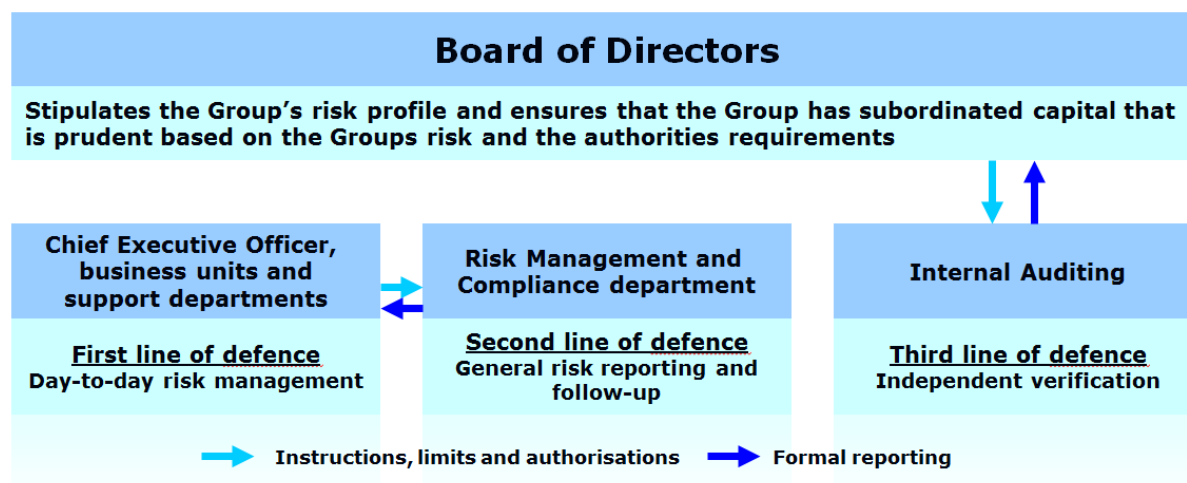 Board of Directors
Stipulates the Group's risk profile and ensures that the Group has subordinated capital that
is prudent based on the Groups risk and the authorities requirements
Chief Executive Officer,
business units and
support departments
First line of defence
Day-to-day risk management
Risk Management and
Compliance department
Second line of defence
General risk reporting and
follow-up
Internal Auditing
Third line of defence
Independent verification
Instructions, limits and authorisations
Formal reporting